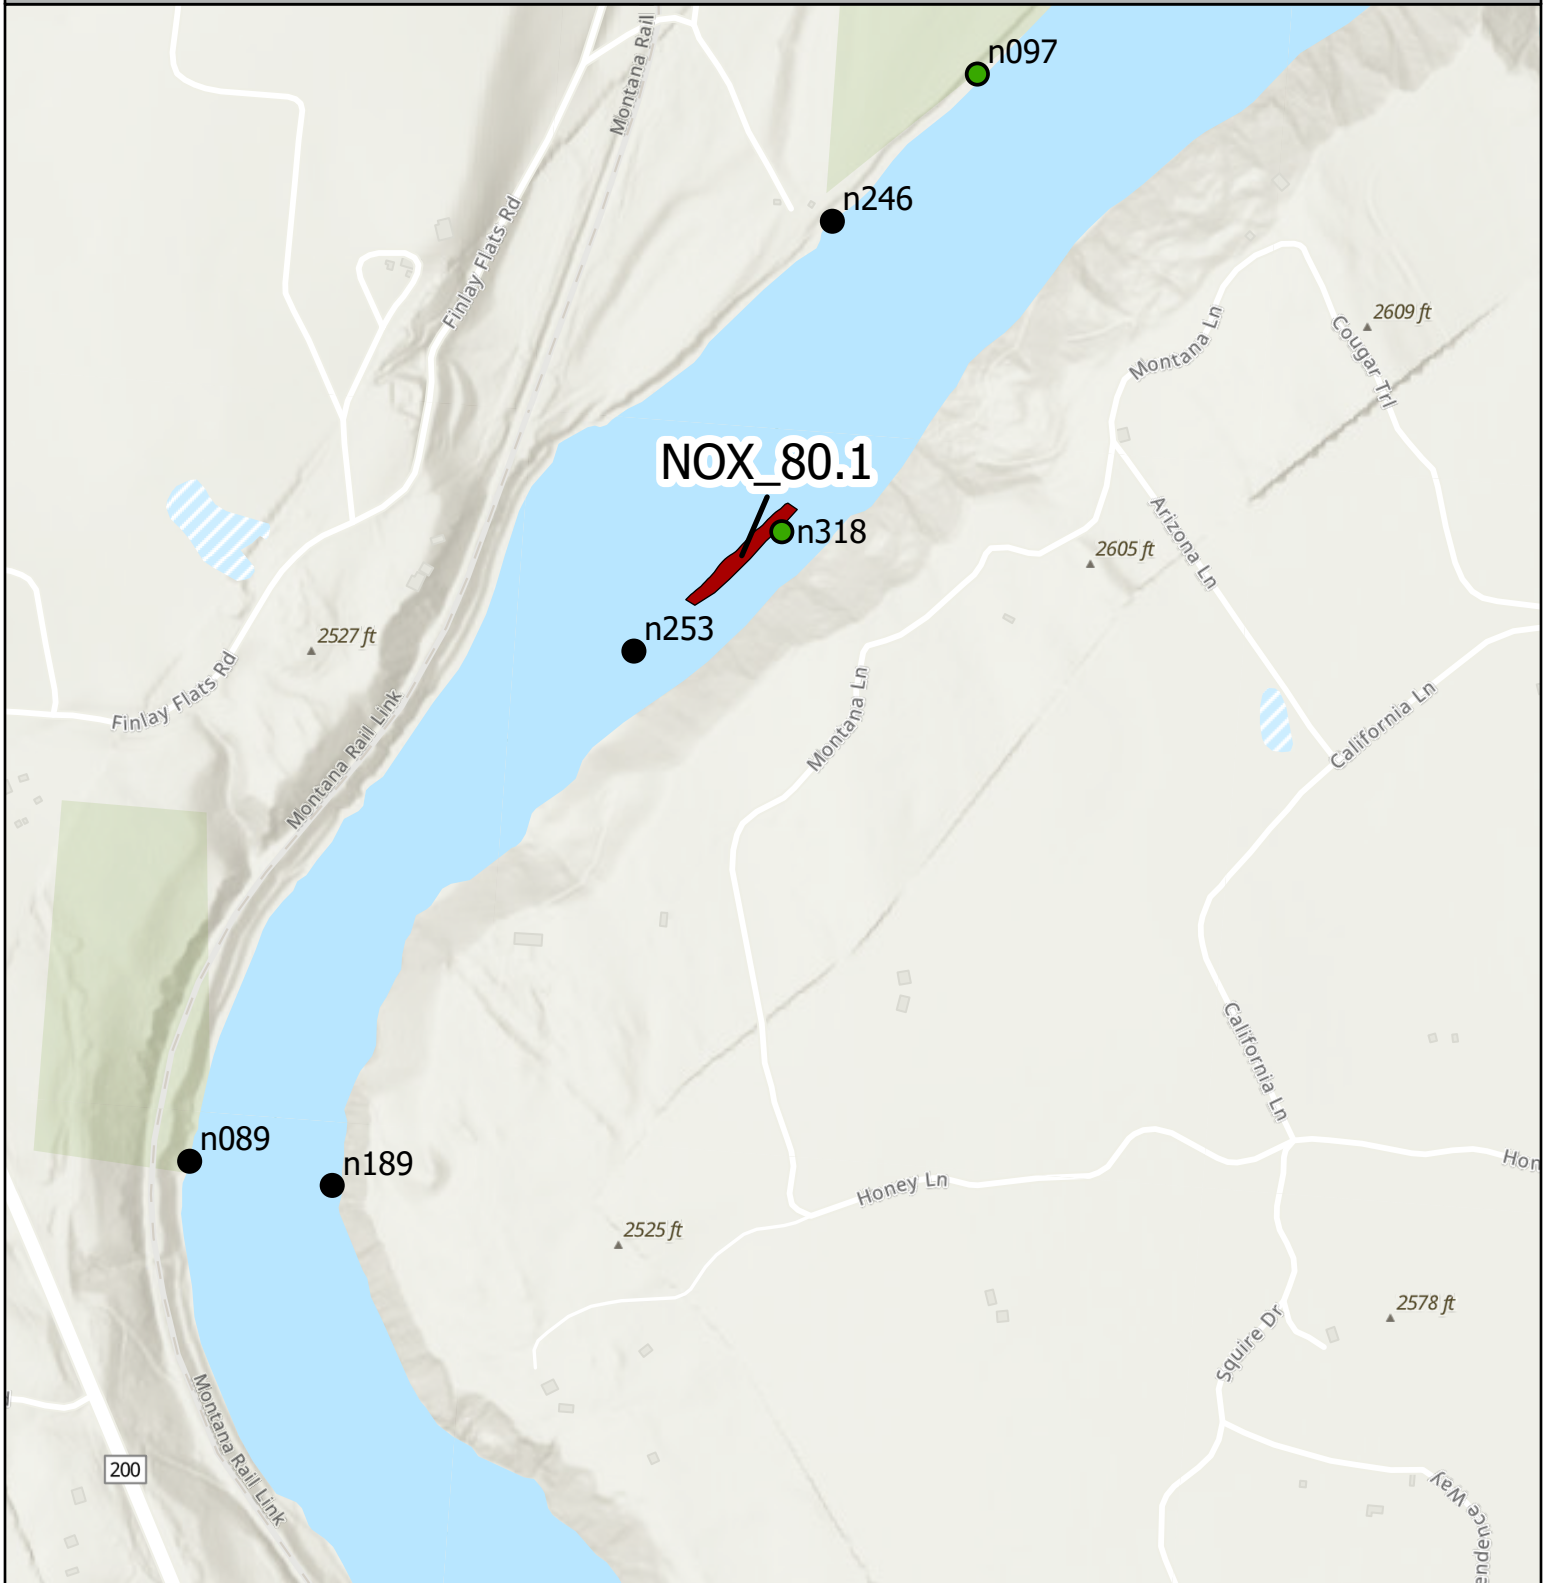 Montana Rail
n097
n246
Finlay Flats Rd
Montana Ln
2609 ft
Cougar Trl
NOX_80.1
n318
Arizona Ln
2605 ft
n253
2527 ft
Finlay Flats Rd
Montana Rail Link
Montana Ln
California Ln
California Ln
n089
n189
Honey Ln
Hon
2525 ft
2578 ft
Squire Dr
Montana Rail Link
200
endence Way